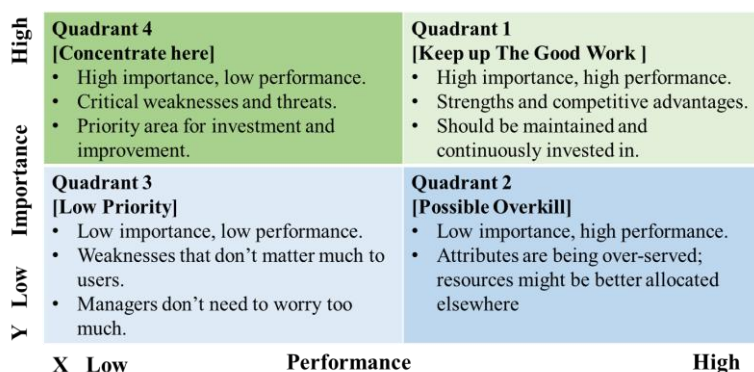 High
Importance
Y Low
Quadrant 4
[Concentrate here]
• High importance, low performance.
• Critical weaknesses and threats.
• Priority area for investment and
improvement.
Quadrant 1
[Keep up The Good Work ]
• High importance, high performance.
• Strengths and competitive advantages.
• Should be maintained and
continuously invested in.
Quadrant 3
[Low Priority]
• Low importance, low performance.
• Weaknesses that don’t matter much to
users.
• Managers don’t need to worry too
much.
Quadrant 2
[Possible Overkill]
• Low importance, high performance.
• Attributes are being over-served;
resources might be better allocated
elsewhere
X Low Performance High